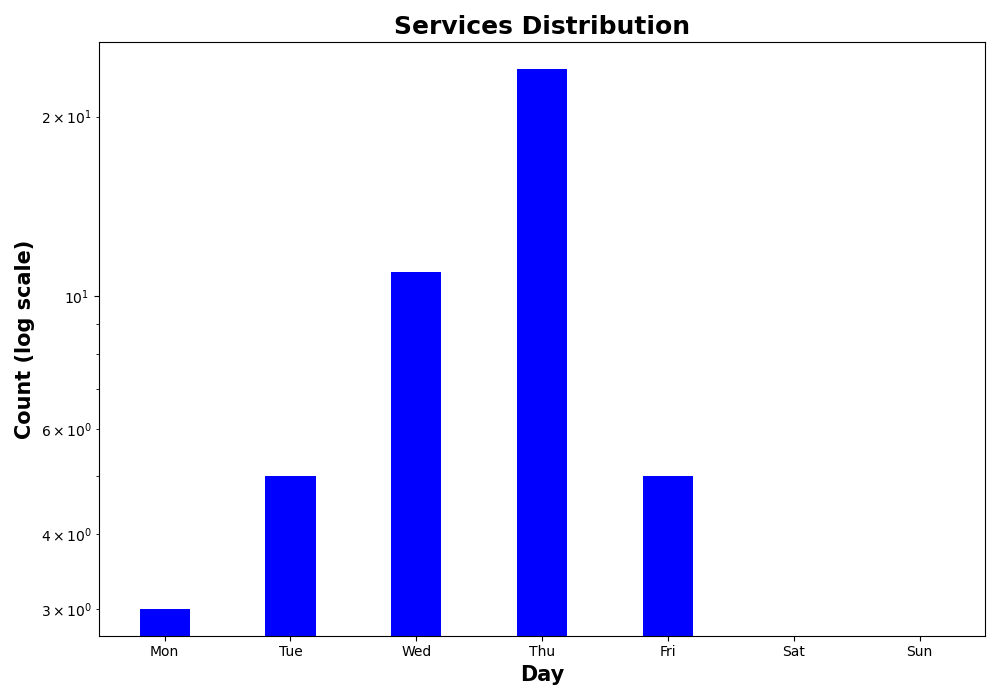 Services Distribution
Count (log scale)
2 × 10¹
10¹
6 × 10⁰
4 × 10⁰
3 × 10⁰
Mon Tue Wed Thu Fri Sat Sun
Day